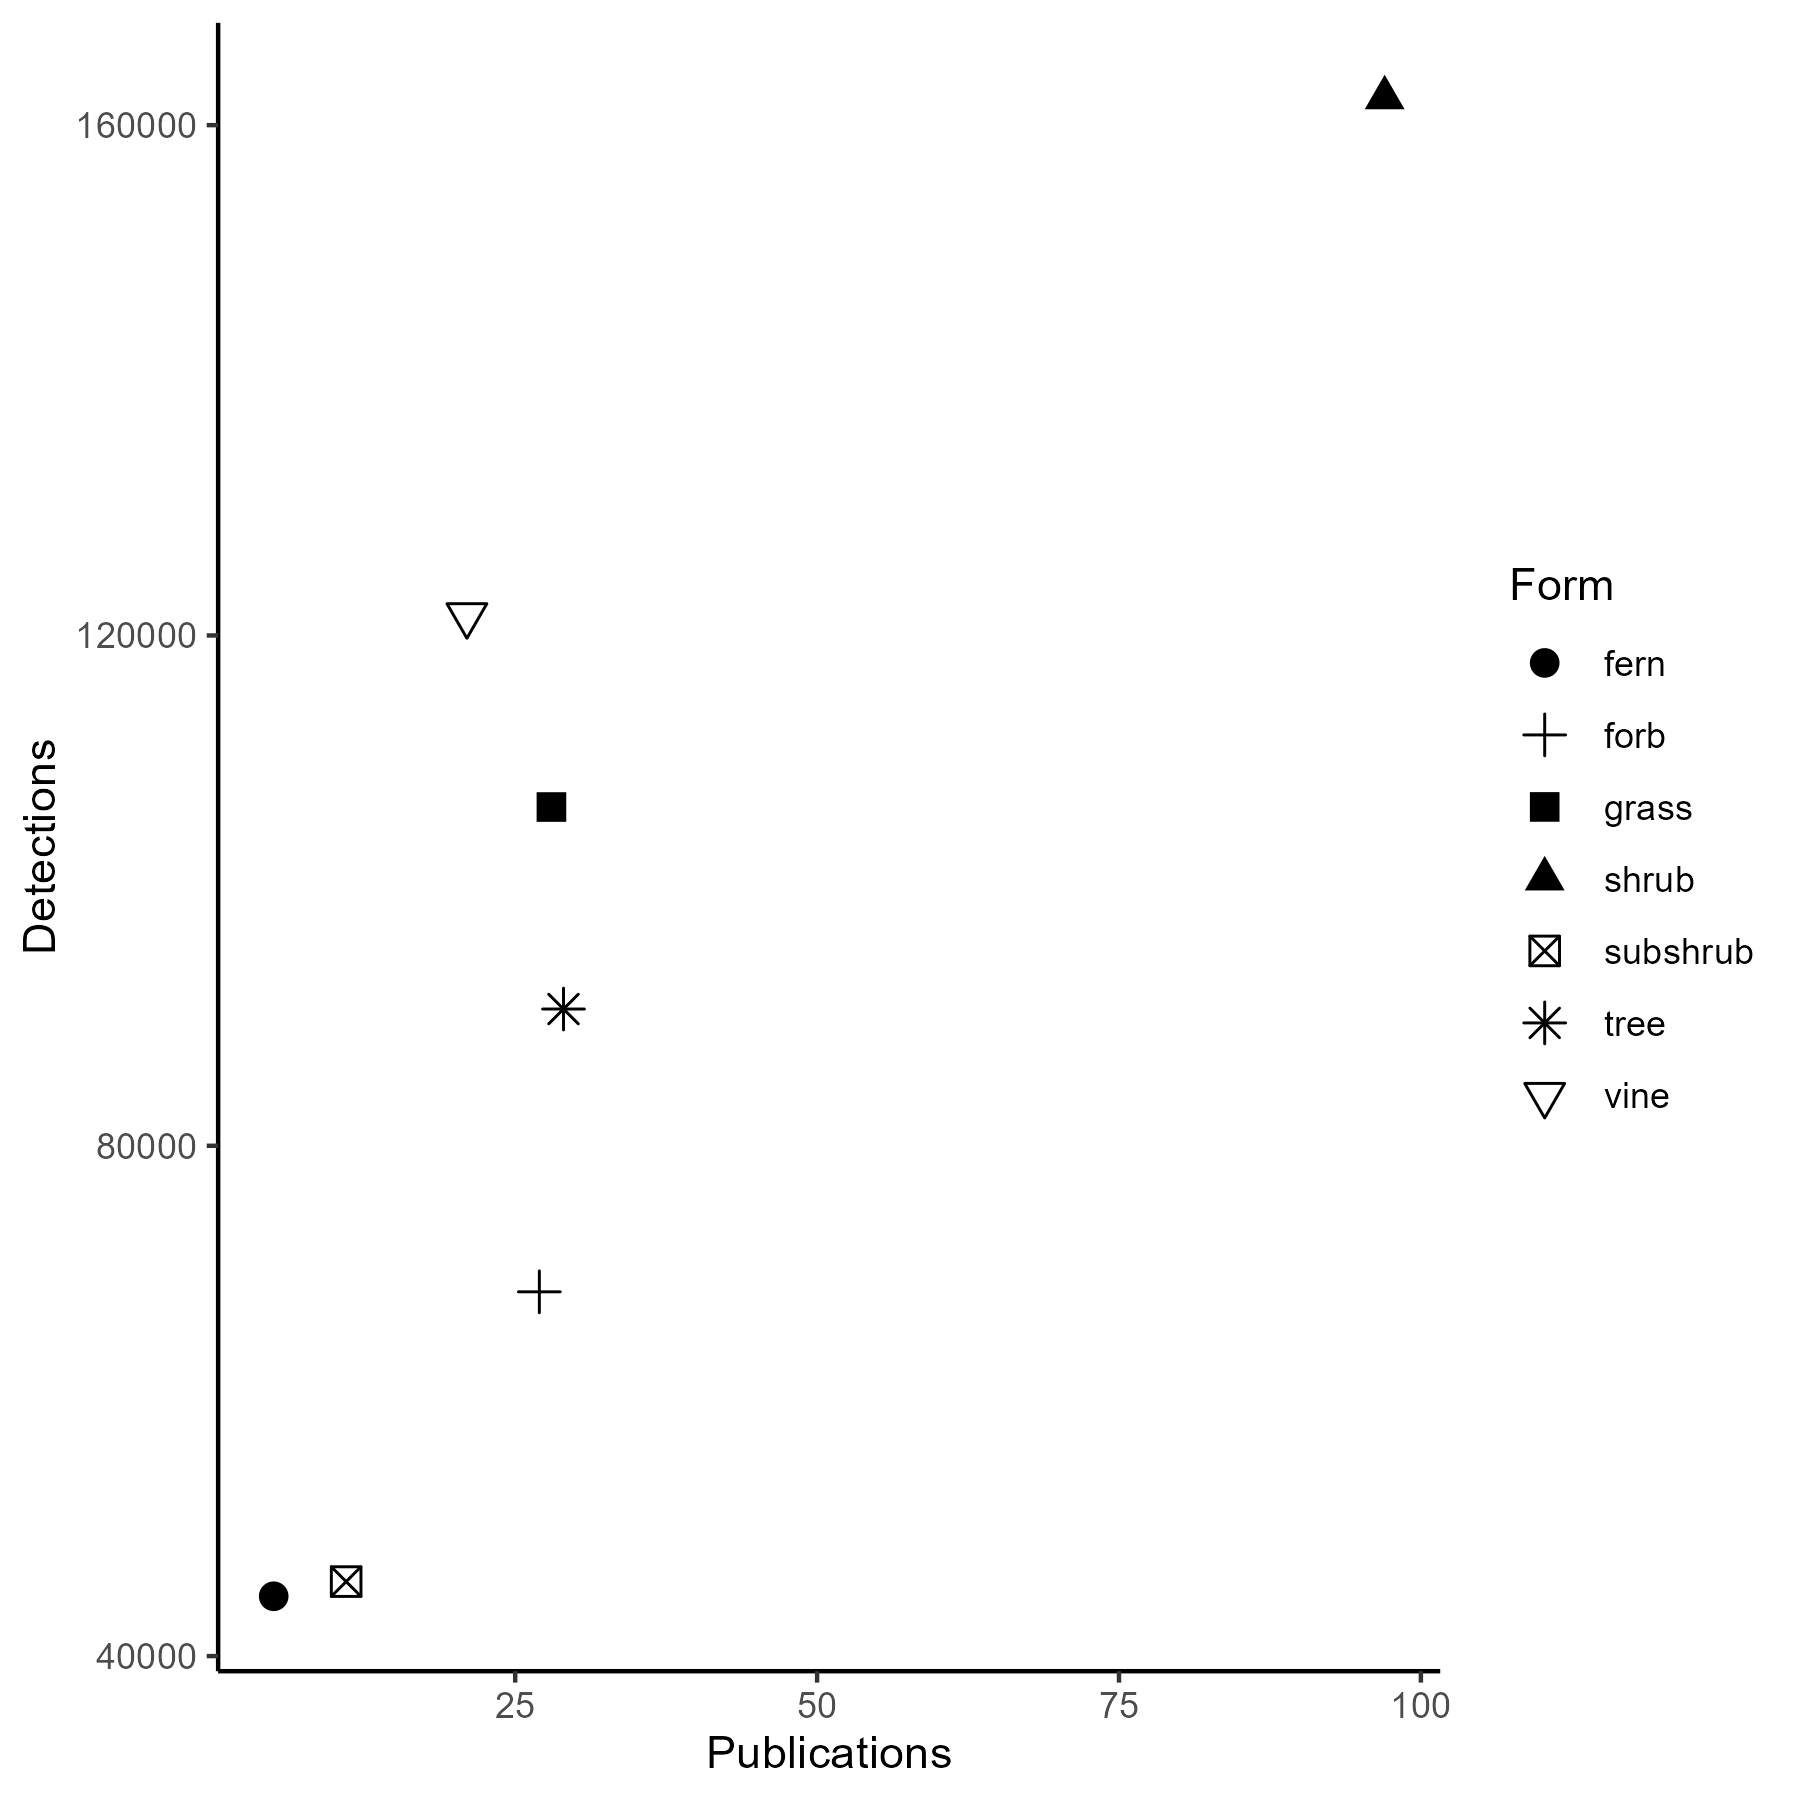 160000
120000
80000
40000
Detections
25 50 75 100
Publications
Form
fern
forb
grass
shrub
subshrub
tree
vine